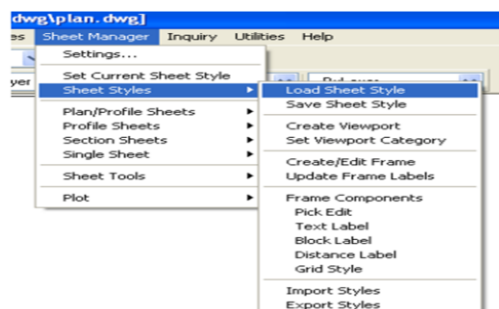 dwg\plan.dwg]
es Sheet Manager Inquiry Utilities Help
Settings...
yer
Set Current Sheet Style
Sheet Styles
Plan/Profile Sheets
Profile Sheets
Section Sheets
Single Sheet
Sheet Tools
Plot
Load Sheet Style
Save Sheet Style
Create Viewport
Set Viewport Category
Create/Edit Frame
Update Frame Labels
Frame Components
Pick Edit
Text Label
Block Label
Distance Label
Grid Style
Import Styles
Export Styles